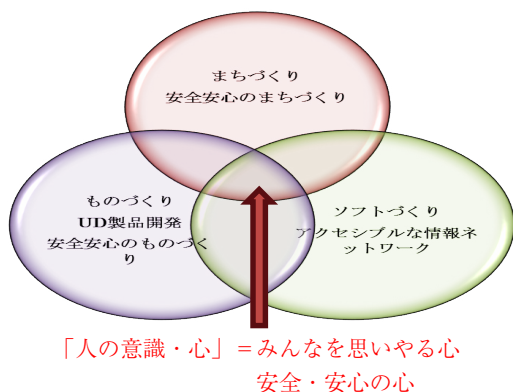 まちづくり
安全安心のまちづくり
ものづくり
UD製品開発
安全安心のものづく
り
ソフトづくり
アクセシブルな情報ネ
ットワーク
「人の意識・心」＝みんなを思いやる心
安全・安心の心